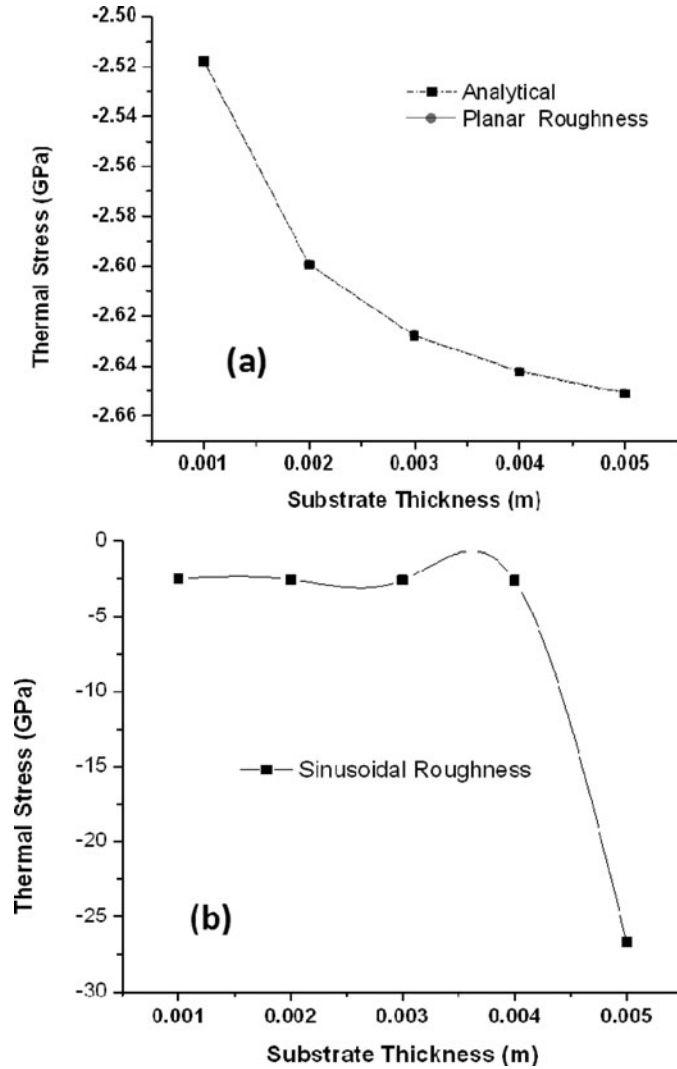 -2.50
-2.52
-2.54
-2.56
-2.58
-2.60
-2.62
-2.64
-2.66
Thermal Stress (GPa)
Analytical
Planar Roughness
(a)
0.001 0.002 0.003 0.004 0.005
Substrate Thickness (m)
0
-5
-10
-15
-20
-25
-30
Thermal Stress (GPa)
Sinusoidal Roughness
(b)
0.001 0.002 0.003 0.004 0.005
Substrate Thickness (m)